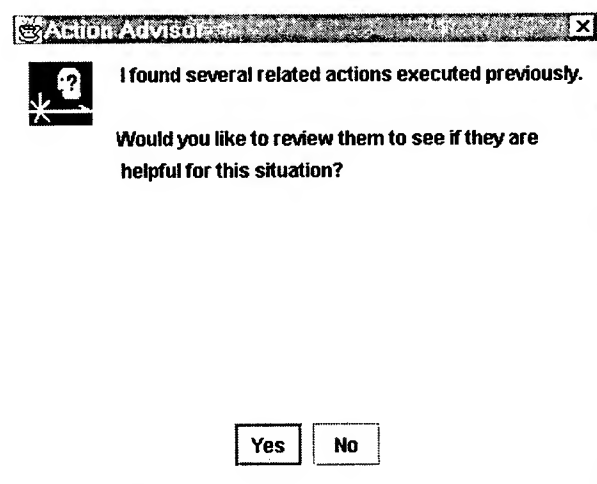 Action Advisor
I found several related actions executed previously.
Would you like to review them to see if they are
helpful for this situation?
Yes No